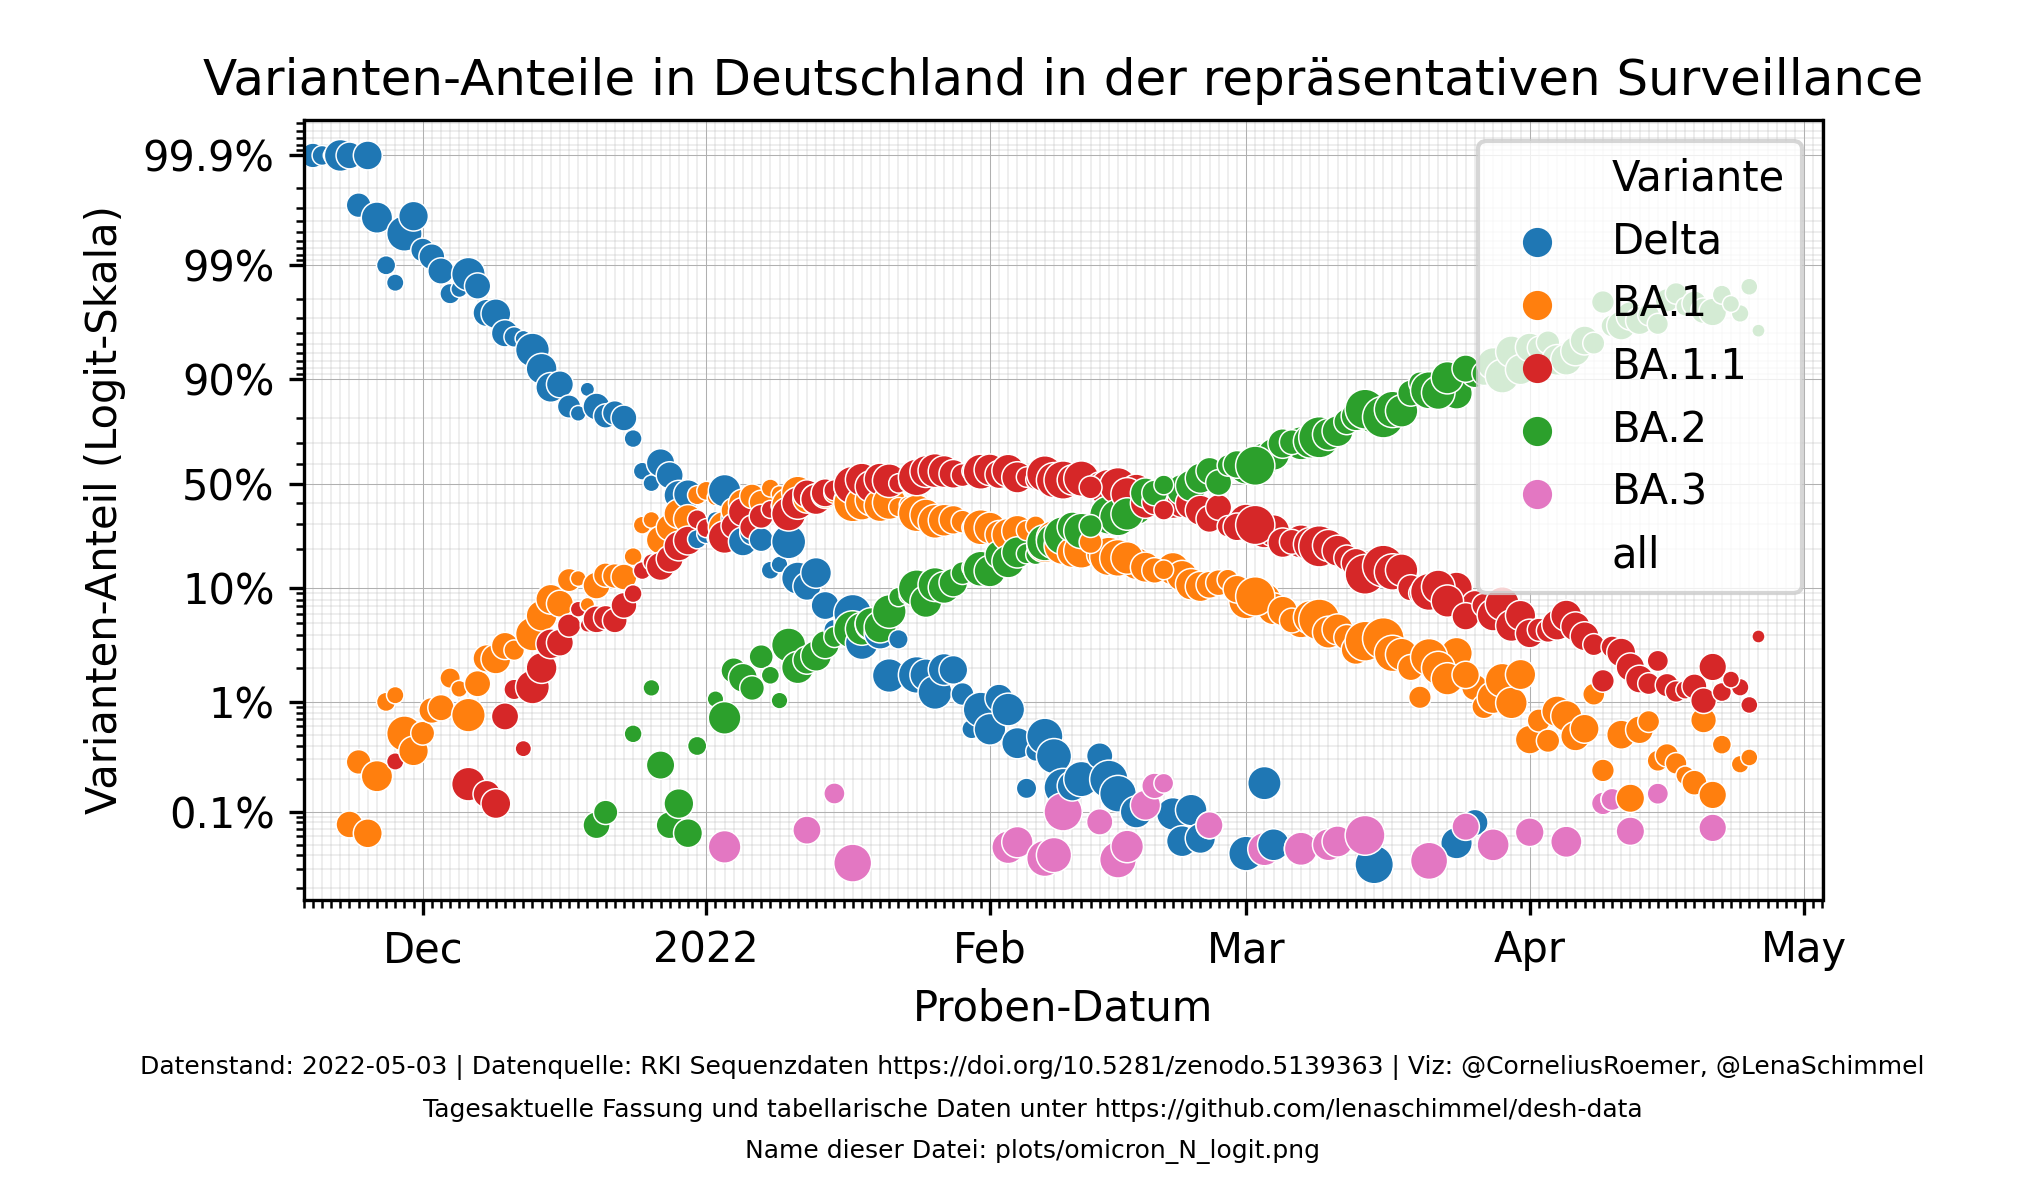 Varianten-Anteile in Deutschland in der repräsentativen Surveillance
Varianten-Anteil (Logit-Skala)
99.9%
99%
90%
50%
10%
1%
0.1%
Variante
Delta
BA.1
BA.1.1
BA.2
BA.3
all
Dec 2022 Feb Mar Apr May
Proben-Datum
Datenstand: 2022-05-03 | Datenquelle: RKI Sequenzdaten https://doi.org/10.5281/zenodo.5139363 | Viz: @CorneliusRoemer, @LenaSchimmel
Tagesaktuelle Fassung und tabellarische Daten unter https://github.com/lenaschimmel/desh-data
Name dieser Datei: plots/omicron_N_logit.png